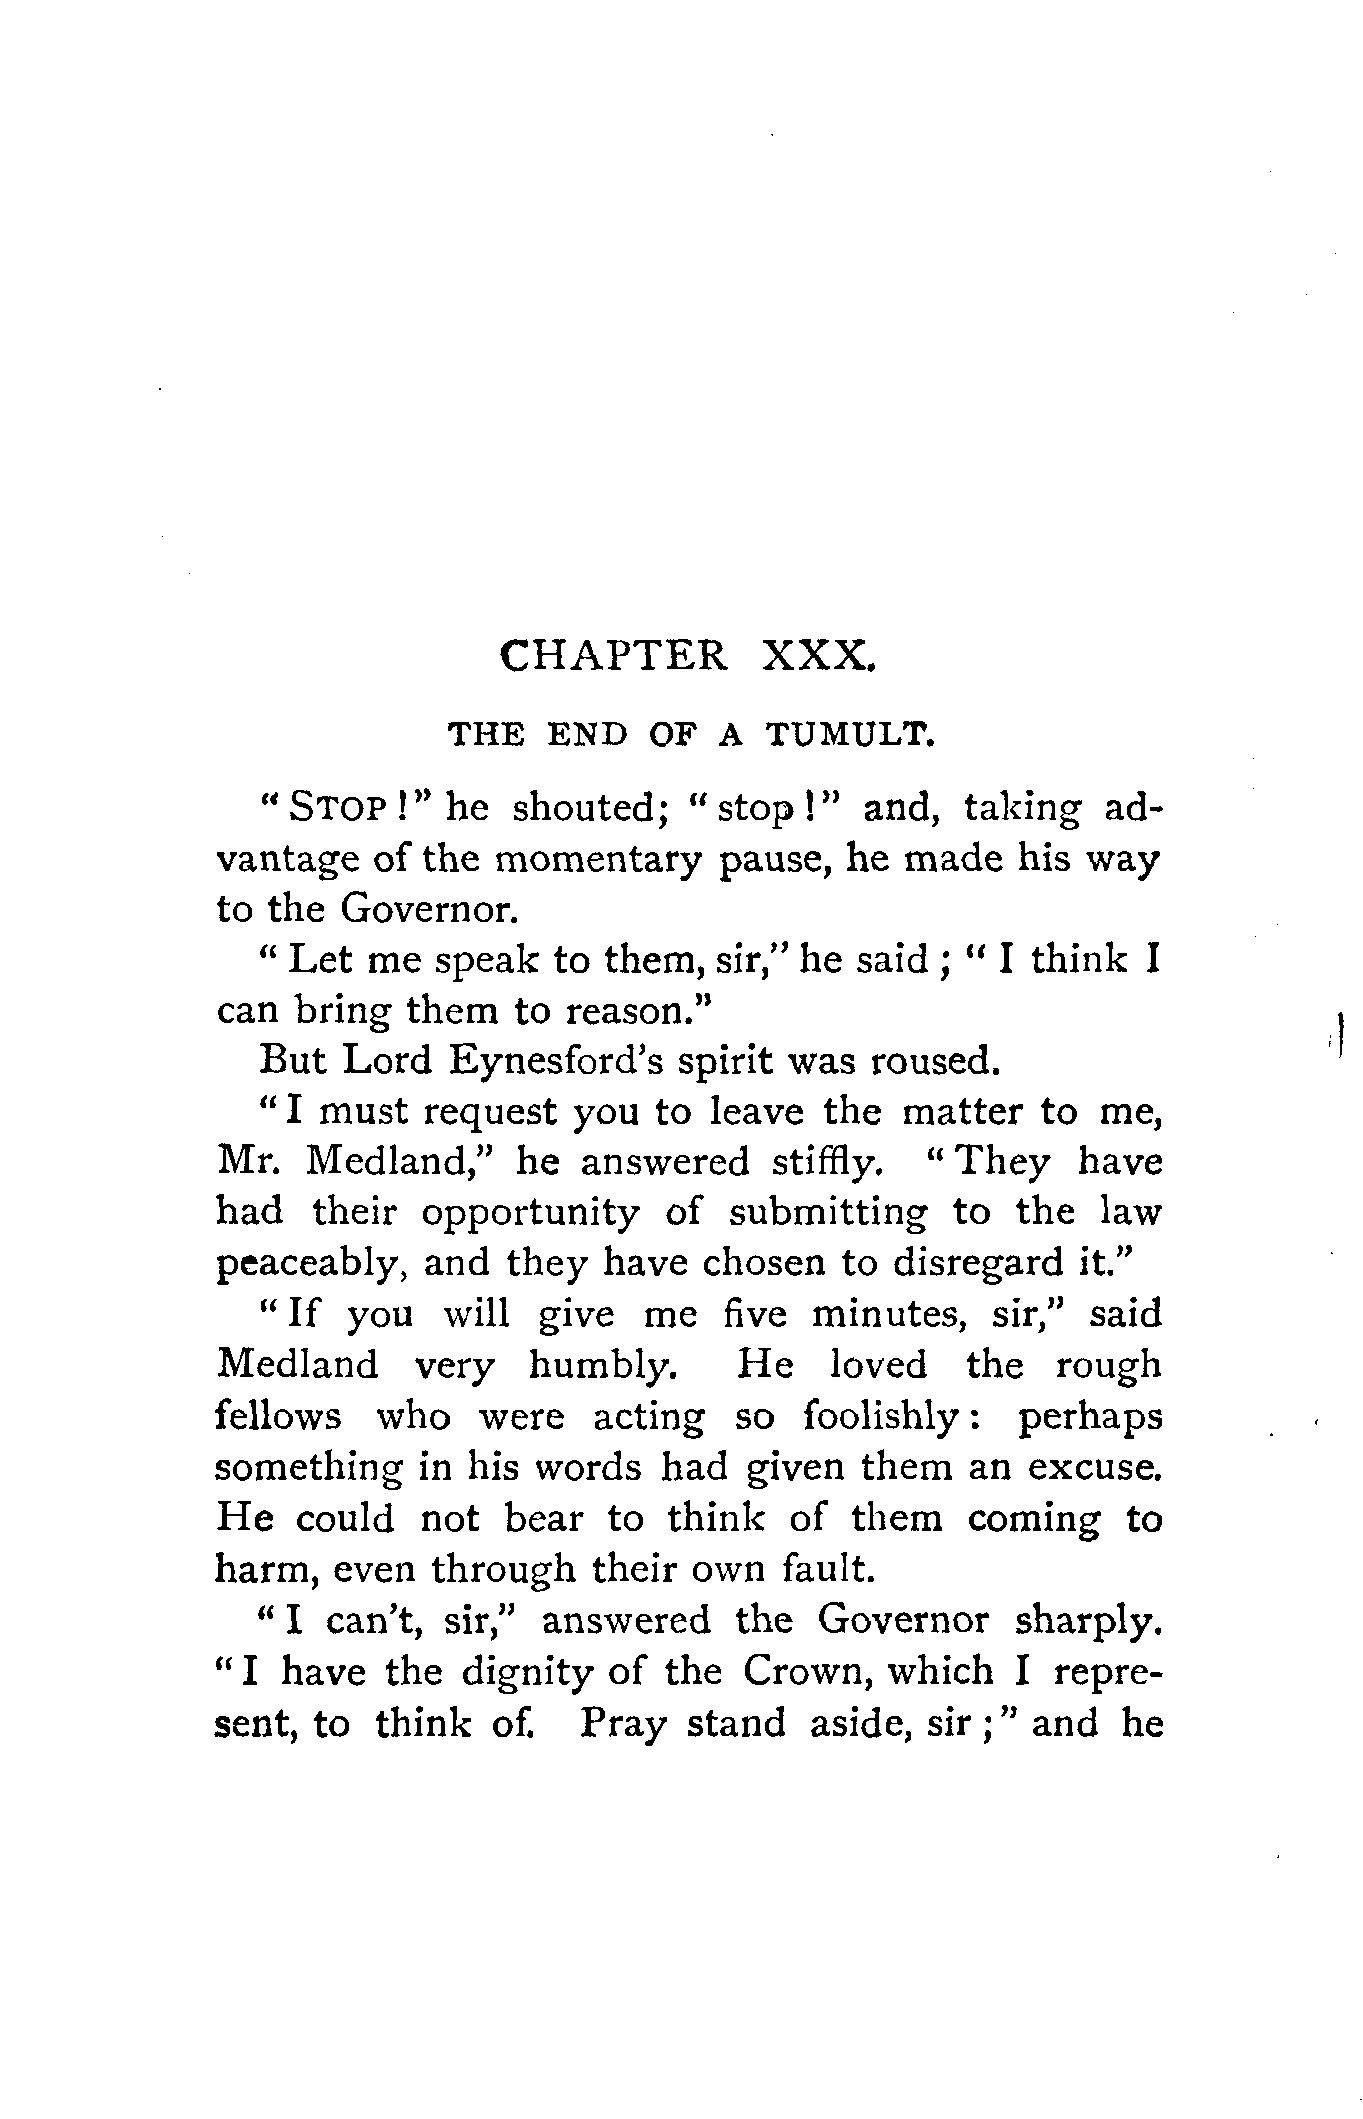 CHAPTER XXX.
THE END OF A TUMULT.
"STOP!" he shouted; "stop!" and, taking ad-
vantage of the momentary pause, he made his way
to the Governor.
"Let me speak to them, sir," he said; "I think I
can bring them to reason."
But Lord Eynesford's spirit was roused.
"I must request you to leave the matter to me,
Mr. Medland," he answered stiffly. "They have
had their opportunity of submitting to the law
peaceably, and they have chosen to disregard it."
"If you will give me five minutes, sir," said
Medland very humbly. He loved the rough
fellows who were acting so foolishly: perhaps
something in his words had given them an excuse.
He could not bear to think of them coming to
harm, even through their own fault.
"I can't, sir," answered the Governor sharply.
"I have the dignity of the Crown, which I repre-
sent, to think of. Pray stand aside, sir;" and he